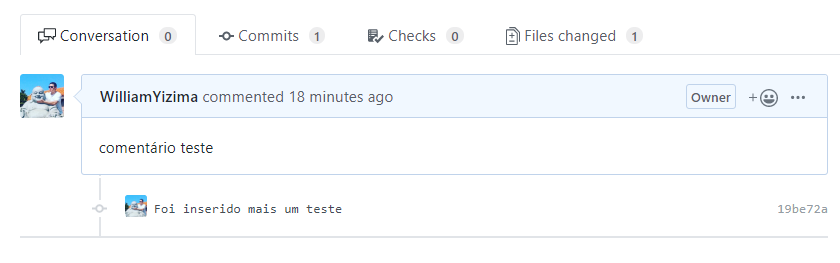 Conversation 0 Commits 1 Checks 0 Files changed 1
WilliamYizima commented 18 minutes ago Owner +
comentário teste
Foi inserido mais um teste 19be72a